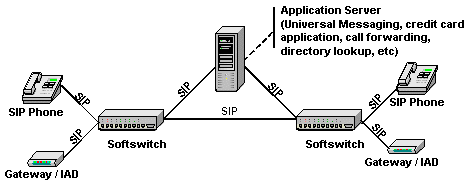 Application Server
(Universal Messaging, credit card
application, call forwarding,
directory lookup, etc)
SIP
SIP
SIP
SIP Phone
SIP
SIP
SIP Phone
SIP
SIP
Softswitch
Softswitch
Gateway / IAD
Gateway / IAD